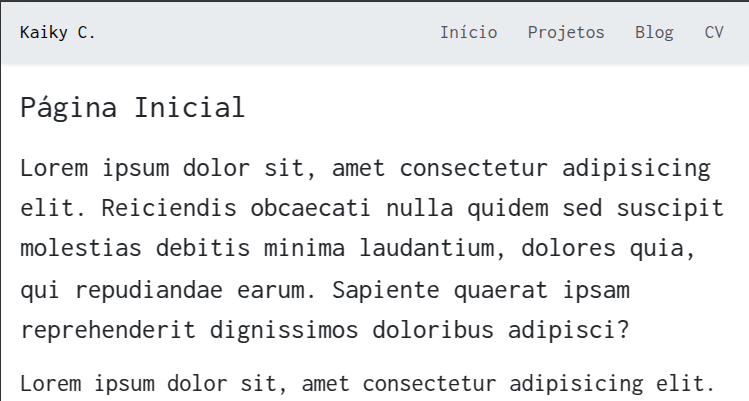 Kaiky C. Início Projetos Blog CV
Página Inicial
Lorem ipsum dolor sit, amet consectetur adipisicing
elit. Reiciendis obcaecati nulla quidem sed suscipit
molestias debitis minima laudantium, dolores quia,
qui repudiandae earum. Sapiente quaerat ipsam
reprehenderit dignissimos doloribus adipisci?
Lorem ipsum dolor sit, amet consectetur adipisicing elit.